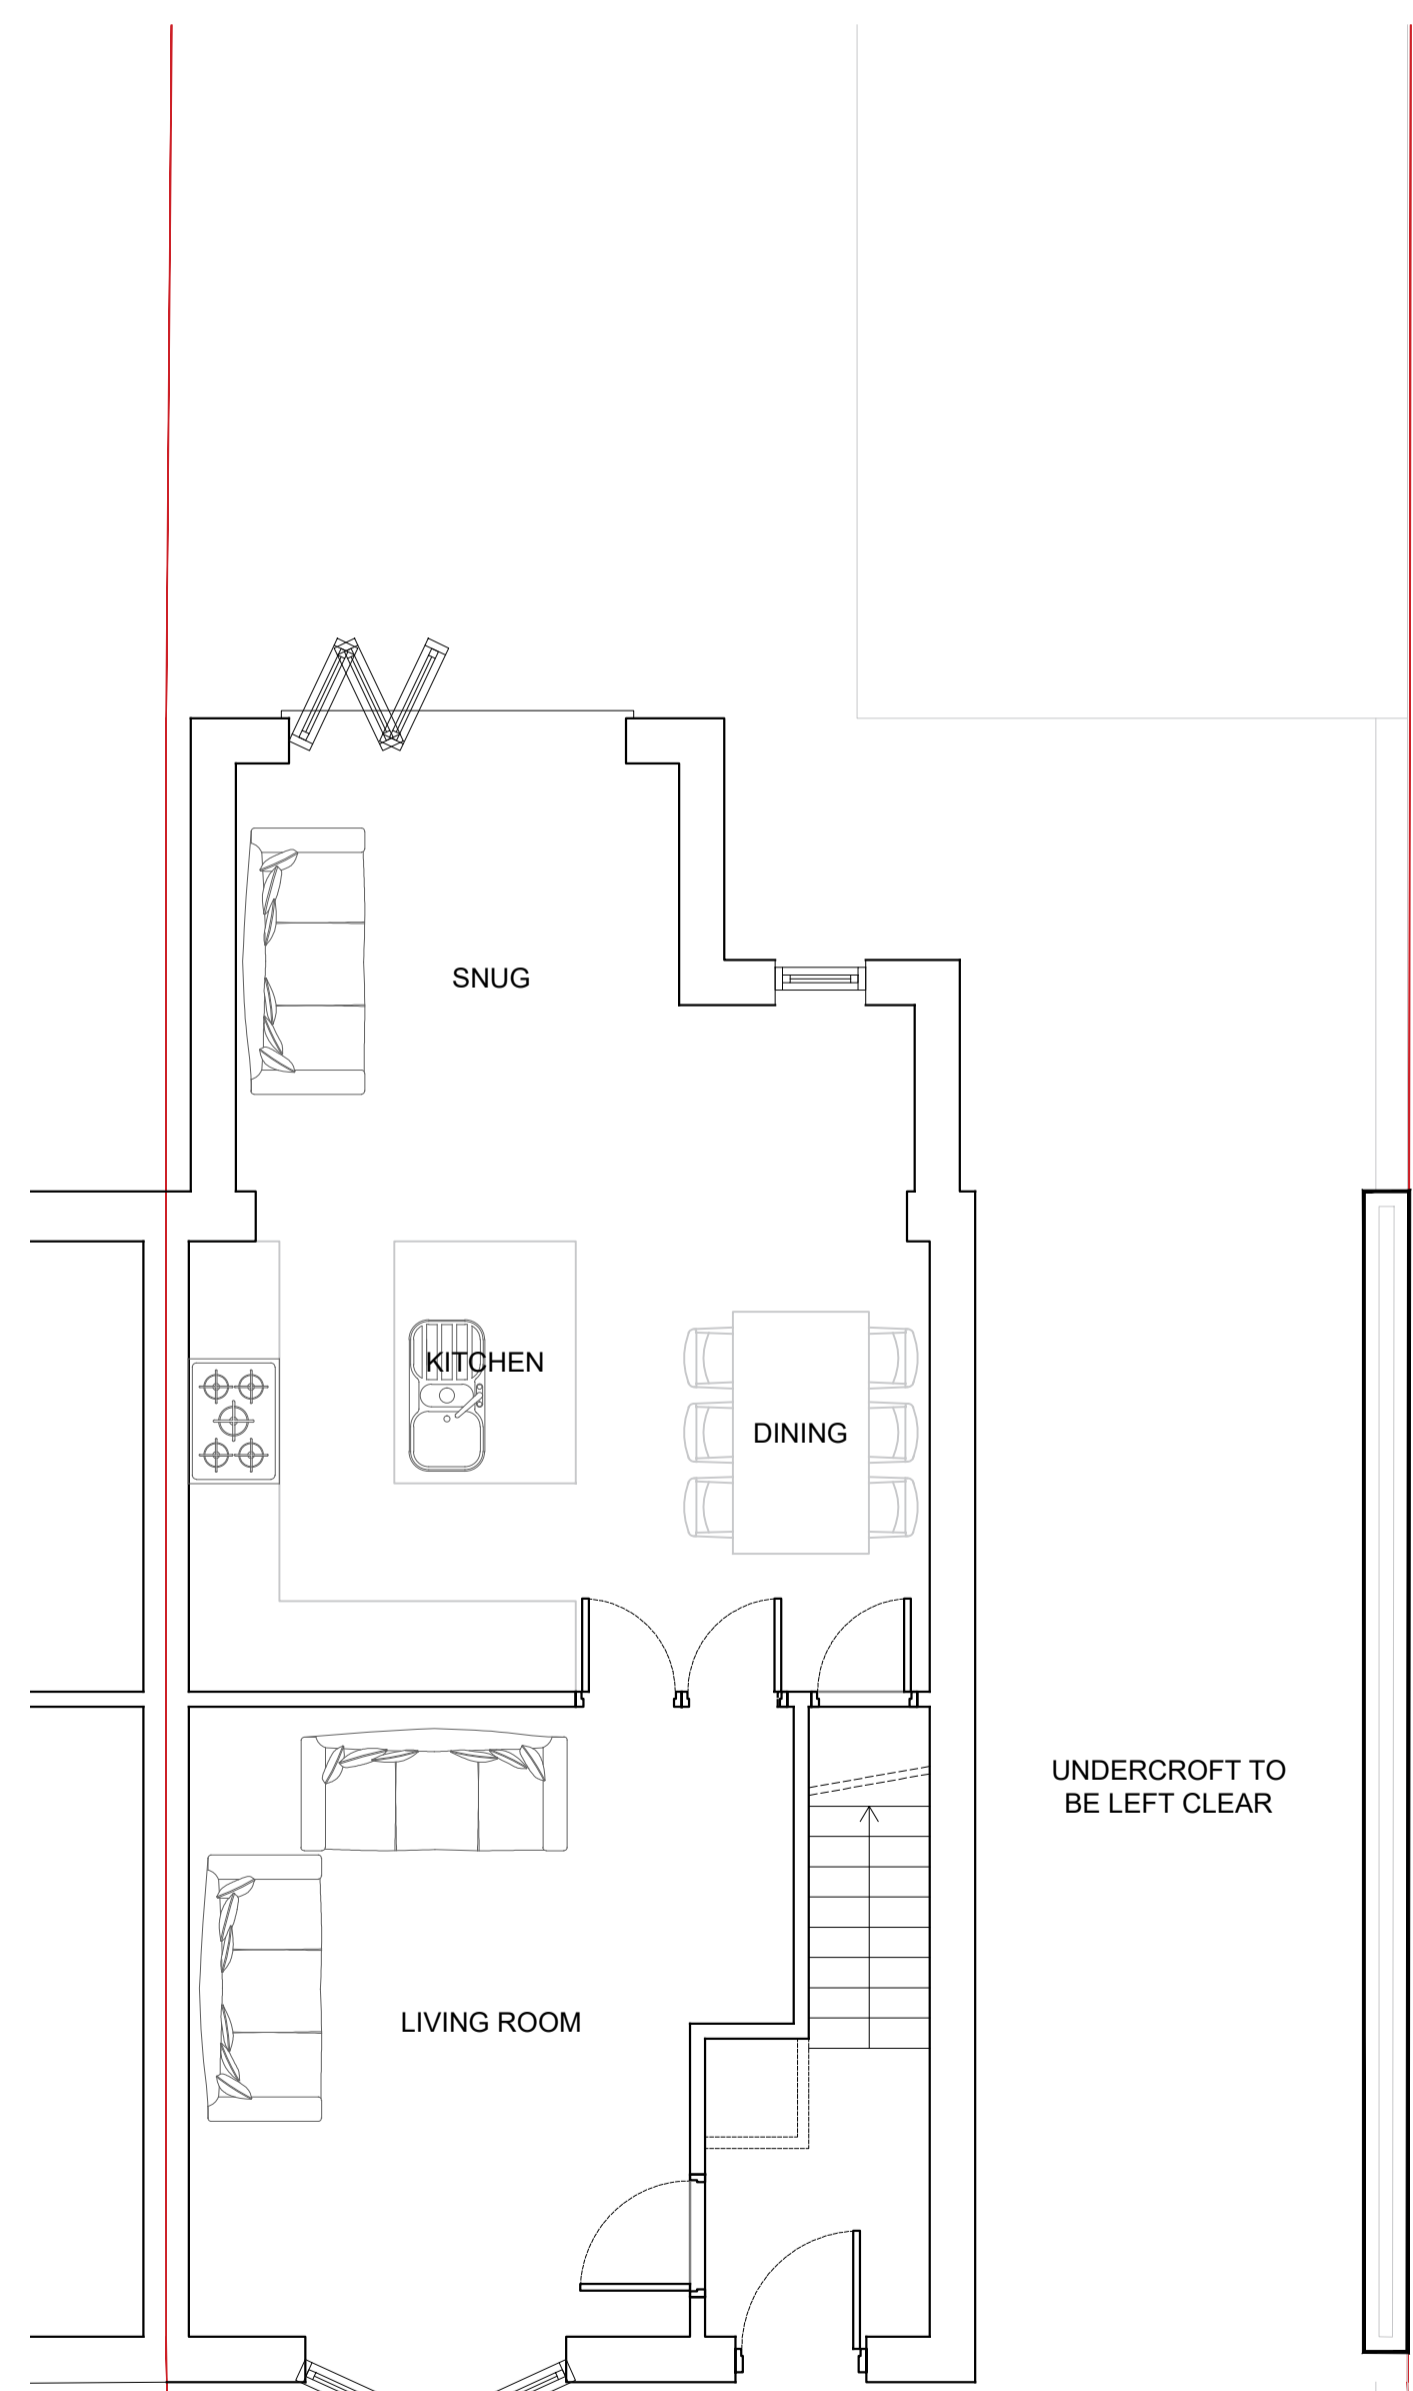 SNUG
KITCHEN
DINING
UNDERCROFT TO
BE LEFT CLEAR
LIVING ROOM